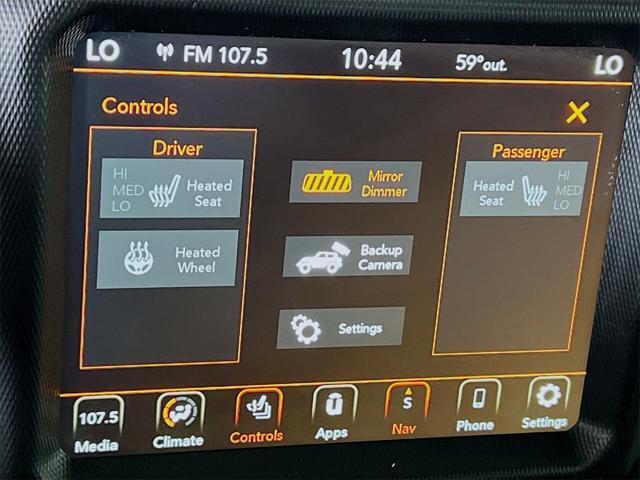 LO FM 107.5 10:44 59°out. LO
Controls X
Driver
HI
MED
LO
Heated
Seat
Heated
Wheel
Mirror
Dimmer
Backup
Camera
Settings
Passenger
Heated
Seat
HI
MED
LO
107.5
Media
Climate
Controls
Apps
S
Nav
Phone
Settings